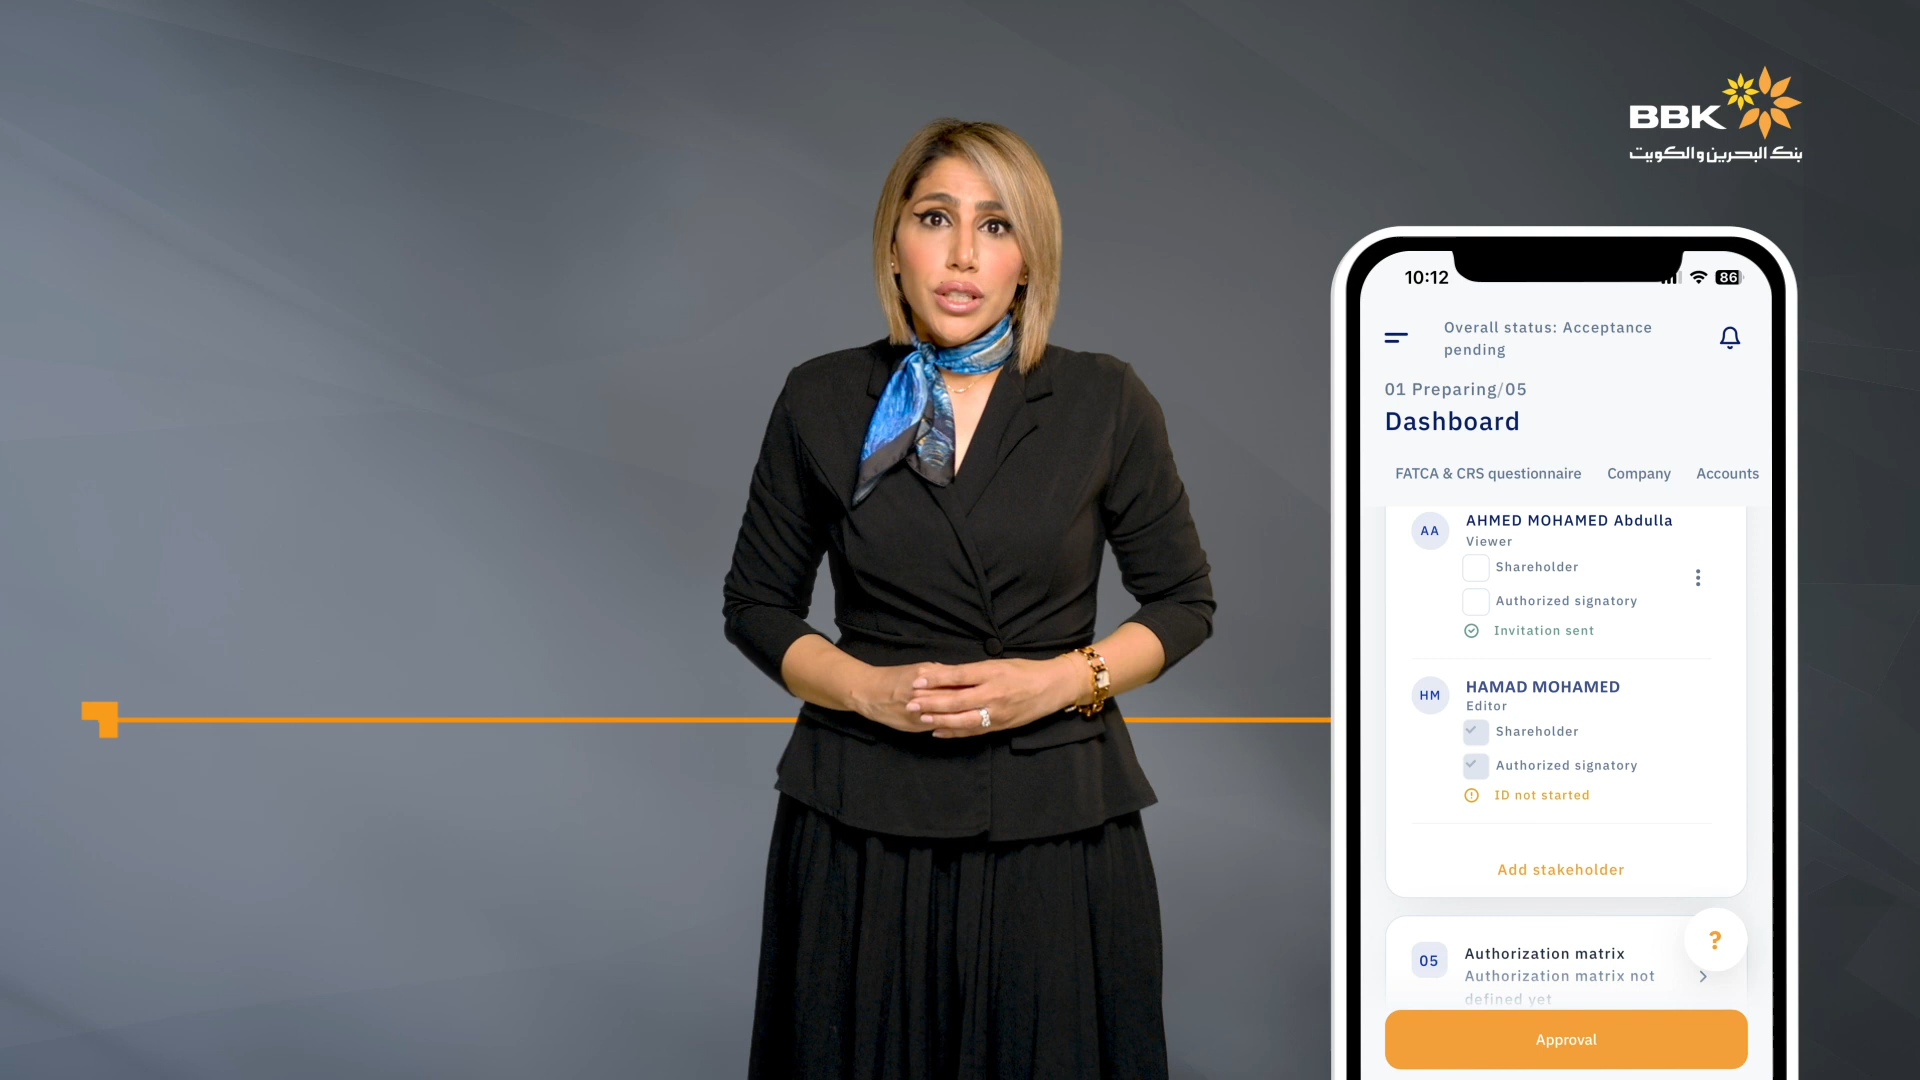 BBK
بنك البحرين والكويت
10:12
86
Overall status: Acceptance
pending
01 Preparing/05
Dashboard
FATCA & CRS questionnaire Company Accounts
AA
AHMED MOHAMED Abdulla
Viewer
Shareholder
Authorized signatory
Invitation sent
HM
HAMAD MOHAMED
Editor
Shareholder
Authorized signatory
ID not started
Add stakeholder
?
05
Authorization matrix
Authorization matrix not
defined yet
Approval